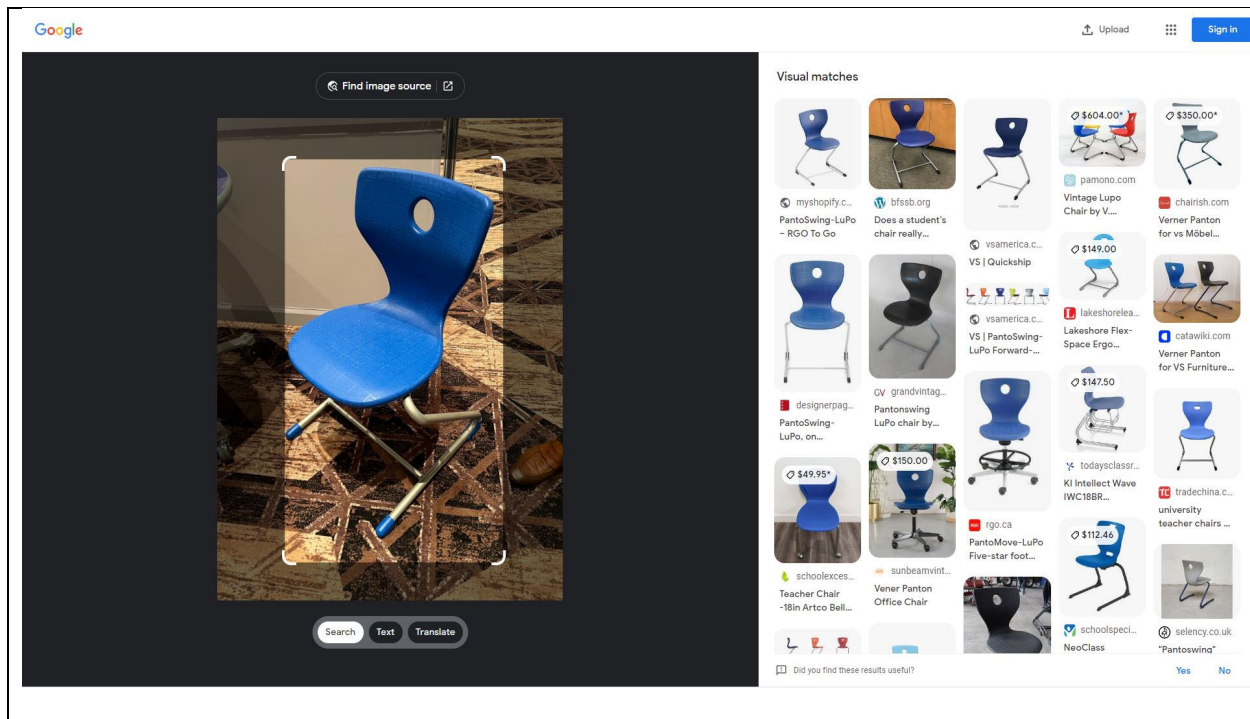 Google
Upload
Sign in
Find image source
Search
Text
Translate
Visual matches
myshopify.c...
PantoSwing-LuPo
– RGO To Go
designerpag...
PantoSwing-
LuPo, on...
$49.95*
schoolexces...
Teacher Chair
-18in Artco Bell...
bfssb.org
Does a student's
chair really...
GV grandvintag...
Pantonswing
LuPo chair by...
$150.00
sunbeamvint...
Vener Panton
Office Chair
vsamerica.c...
VS | Quickship
vsamerica.c...
VS | PantoSwing-
LuPo Forward-...
rgo.ca
PantoMove-LuPo
Five-star foot...
$604.00*
pamono.com
Vintage Lupo
Chair by V....
$149.00
lakeshorelea...
Lakeshore Flex-
Space Ergo...
$147.50
todaysclassr...
KI Intellect Wave
IWC18BR...
$112.46
schoolspeci...
NeoClass
$350.00*
chairish.com
Verner Panton
for vs Möbel...
catawiki.com
Verner Panton
for VS Furniture...
tradechina.c...
university
teacher chairs ...
selency.co.uk
"Pantoswing"
Did you find these results useful?
Yes
No